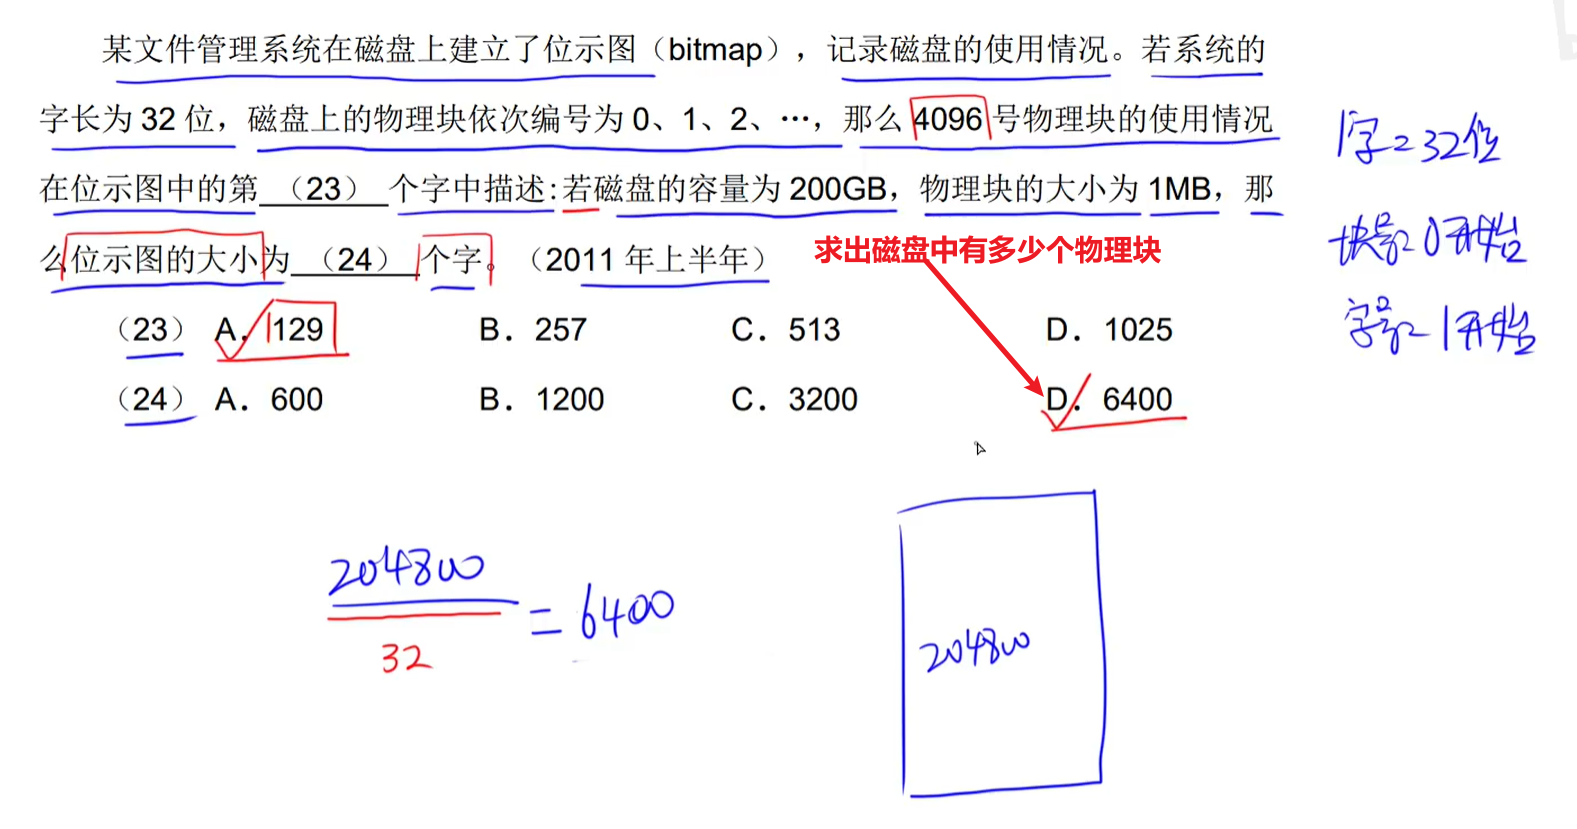 某文件管理系统在磁盘上建立了位示图（bitmap），记录磁盘的使用情况。若系统的
字长为 32 位，磁盘上的物理块依次编号为 0、1、2、…，那么 4096 号物理块的使用情况
在位示图中的第 （23） 个字中描述:若磁盘的容量为 200GB，物理块的大小为 1MB，那
么位示图的大小为 （24） 个字。（2011 年上半年）
求出磁盘中有多少个物理块
（23） A. 129 B. 257 C. 513 D. 1025
（24） A. 600 B. 1200 C. 3200 D. 6400
1字=32位
块号:0开始
字号:1开始
204800
32
= 6400
204800